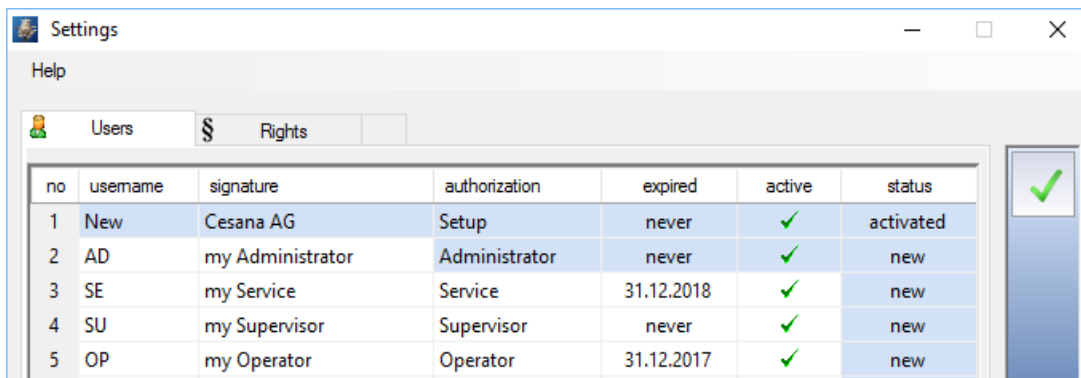 Settings
Help
Users § Rights
no username signature authorization expired active status
1 New Cesana AG Setup never ✓ activated
2 AD my Administrator Administrator never ✓ new
3 SE my Service Service 31.12.2018 ✓ new
4 SU my Supervisor Supervisor never ✓ new
5 OP my Operator Operator 31.12.2017 ✓ new